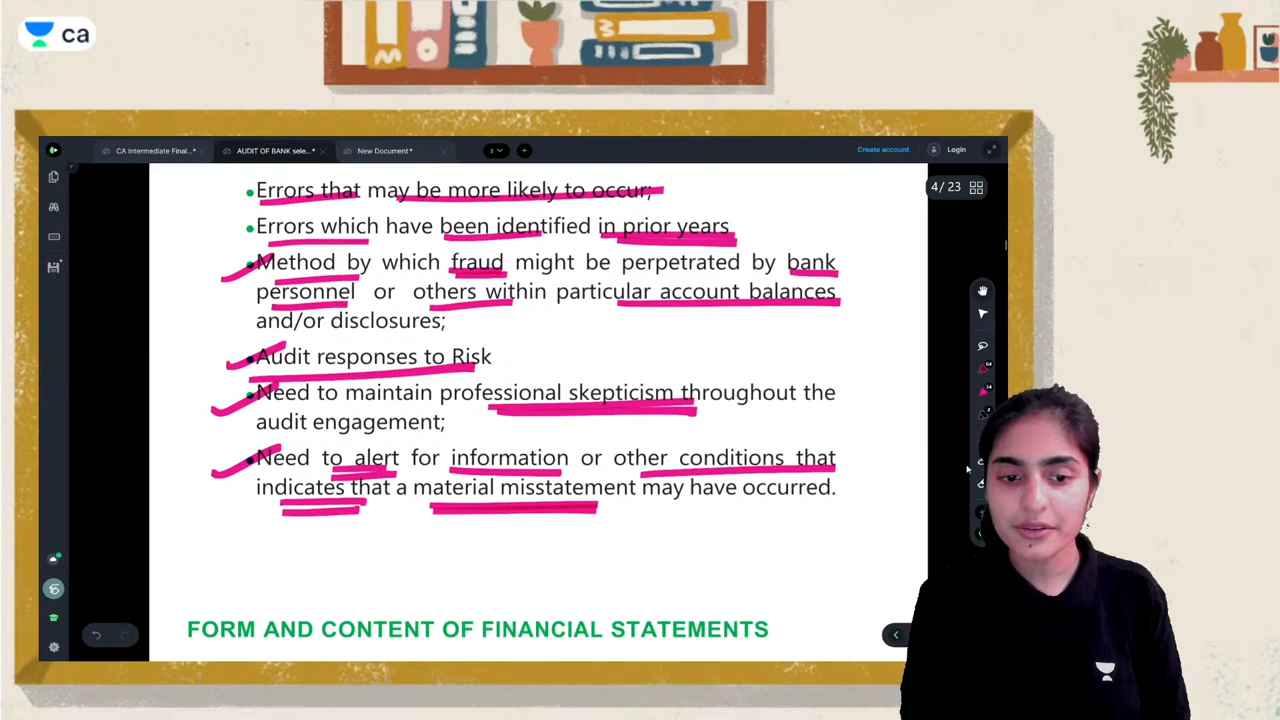 ca
CA Intermediate Final...* AUDIT OF BANK sele...* New Document* 1 Create account Login
4 / 23
Errors that may be more likely to occur;
Errors which have been identified in prior years
Method by which fraud might be perpetrated by bank
personnel or others within particular account balances
and/or disclosures;
Audit responses to Risk
Need to maintain professional skepticism throughout the
audit engagement;
Need to alert for information or other conditions that
indicates that a material misstatement may have occurred.
FORM AND CONTENT OF FINANCIAL STATEMENTS